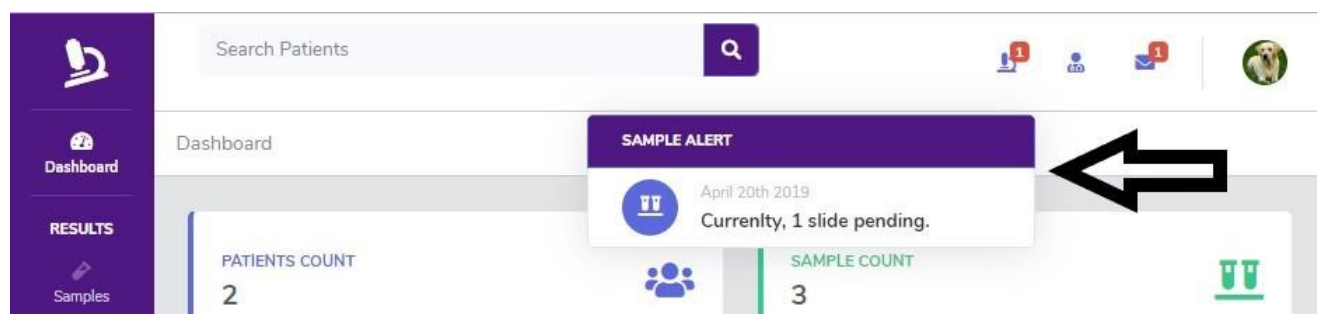 Search Patients
1
1
Dashboard
Dashboard
SAMPLE ALERT
April 20th 2019
Currenlty, 1 slide pending.
RESULTS
Samples
PATIENTS COUNT
2
SAMPLE COUNT
3